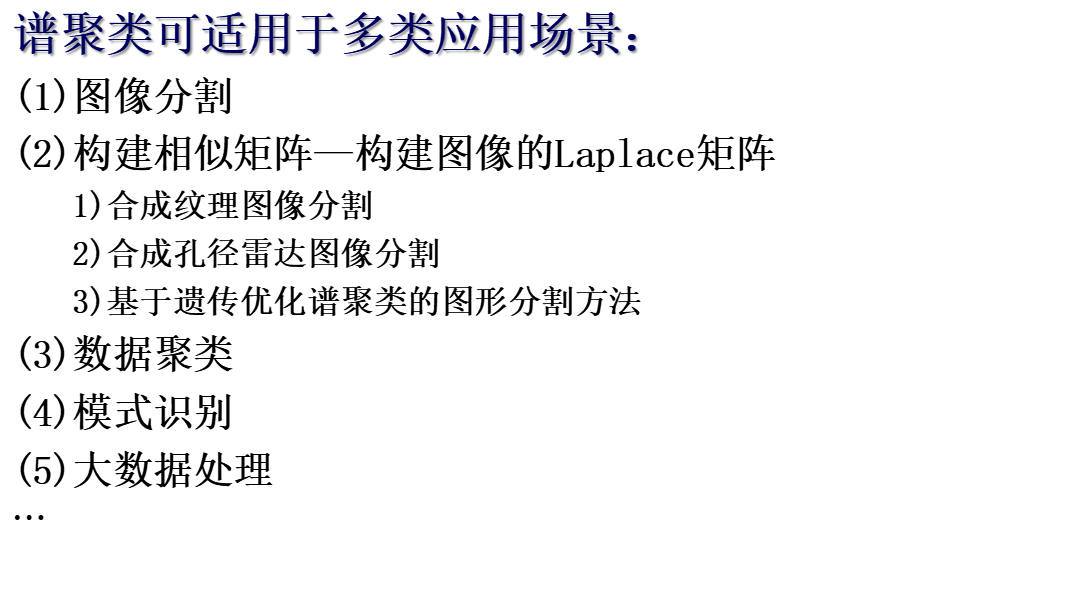 谱聚类可适用于多类应用场景：
(1)图像分割
(2)构建相似矩阵—构建图像的Laplace矩阵
1)合成纹理图像分割
2)合成孔径雷达图像分割
3)基于遗传优化谱聚类的图形分割方法
(3)数据聚类
(4)模式识别
(5)大数据处理
…